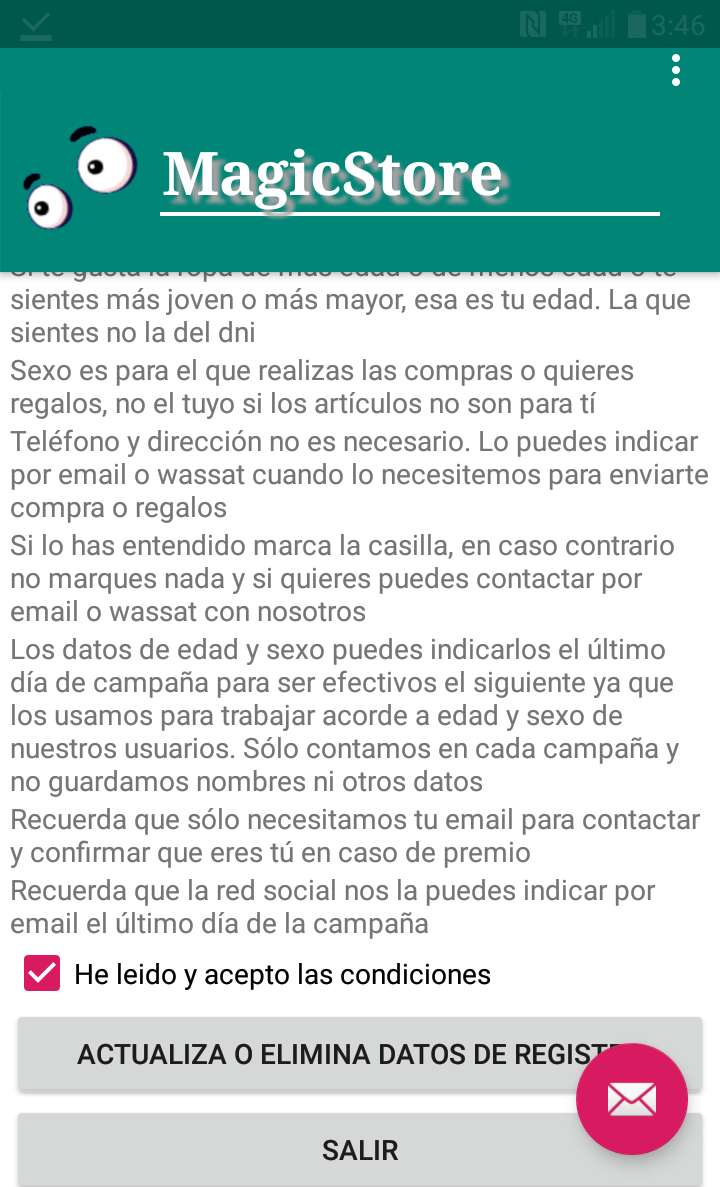 4G
3:46
MagicStore
sientes más joven o más mayor, esa es tu edad. La que
sientes no la del dni
Sexo es para el que realizas las compras o quieres
regalos, no el tuyo si los artículos no son para tí
Teléfono y dirección no es necesario. Lo puedes indicar
por email o wassat cuando lo necesitemos para enviarte
compra o regalos
Si lo has entendido marca la casilla, en caso contrario
no marques nada y si quieres puedes contactar por
email o wassat con nosotros
Los datos de edad y sexo puedes indicarlos el último
día de campaña para ser efectivos el siguiente ya que
los usamos para trabajar acorde a edad y sexo de
nuestros usuarios. Sólo contamos en cada campaña y
no guardamos nombres ni otros datos
Recuerda que sólo necesitamos tu email para contactar
y confirmar que eres tú en caso de premio
Recuerda que la red social nos la puedes indicar por
email el último día de la campaña
He leido y acepto las condiciones
ACTUALIZA O ELIMINA DATOS DE
SALIR